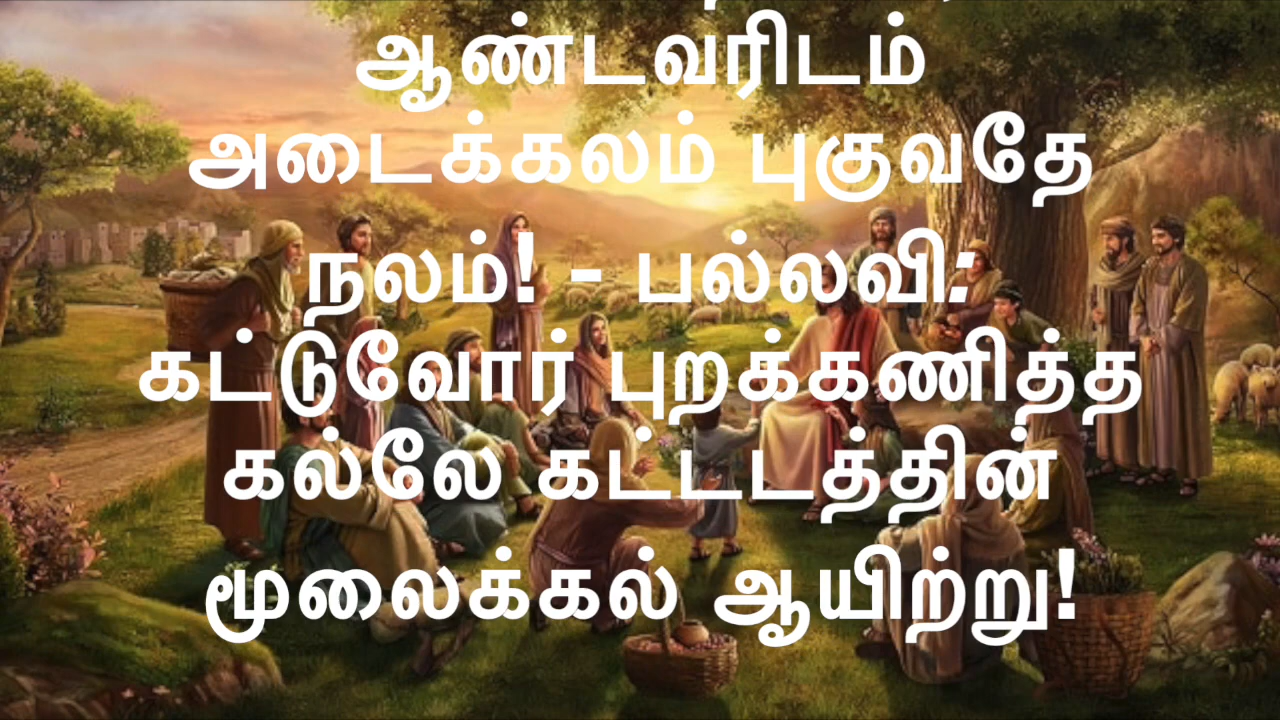 ஆண்டவரிடம்
அடைக்கலம் புகுவதே
நலம்! - பல்லவி:
கட்டுவோர் புறக்கணித்த
கல்லே கட்டடத்தின்
மூலைக்கல் ஆயிற்று!